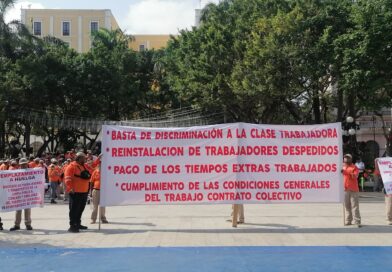 * BASTA DE DISCRIMINACIÓN A LA CLASE TRABAJADORA
* REINSTALACION DE TRABAJADORES DESPEDIDOS
* PAGO DE LOS TIEMPOS EXTRAS TRABAJADOS
* CUMPLIMIENTO DE LAS CONDICIONES GENERALES
DEL TRABAJO CONTRATO COLECTIVO
EMPLAZAMIENTO
A HUELGA